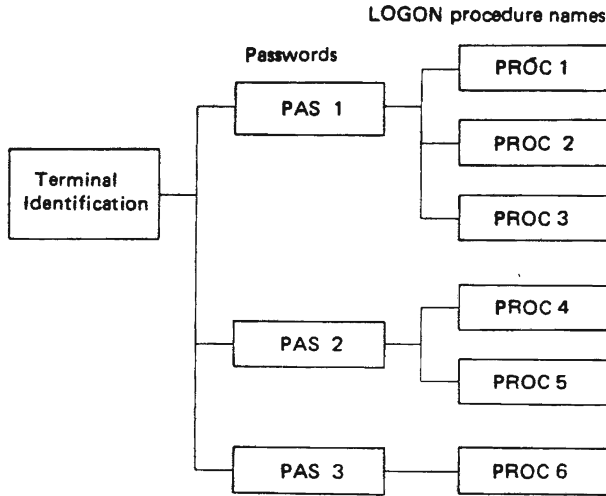 LOGON procedure names
Passwords
PROC 1
PAS 1
PROC 2
Terminal
Identification
PROC 3
PROC 4
PAS 2
PROC 5
PAS 3
PROC 6